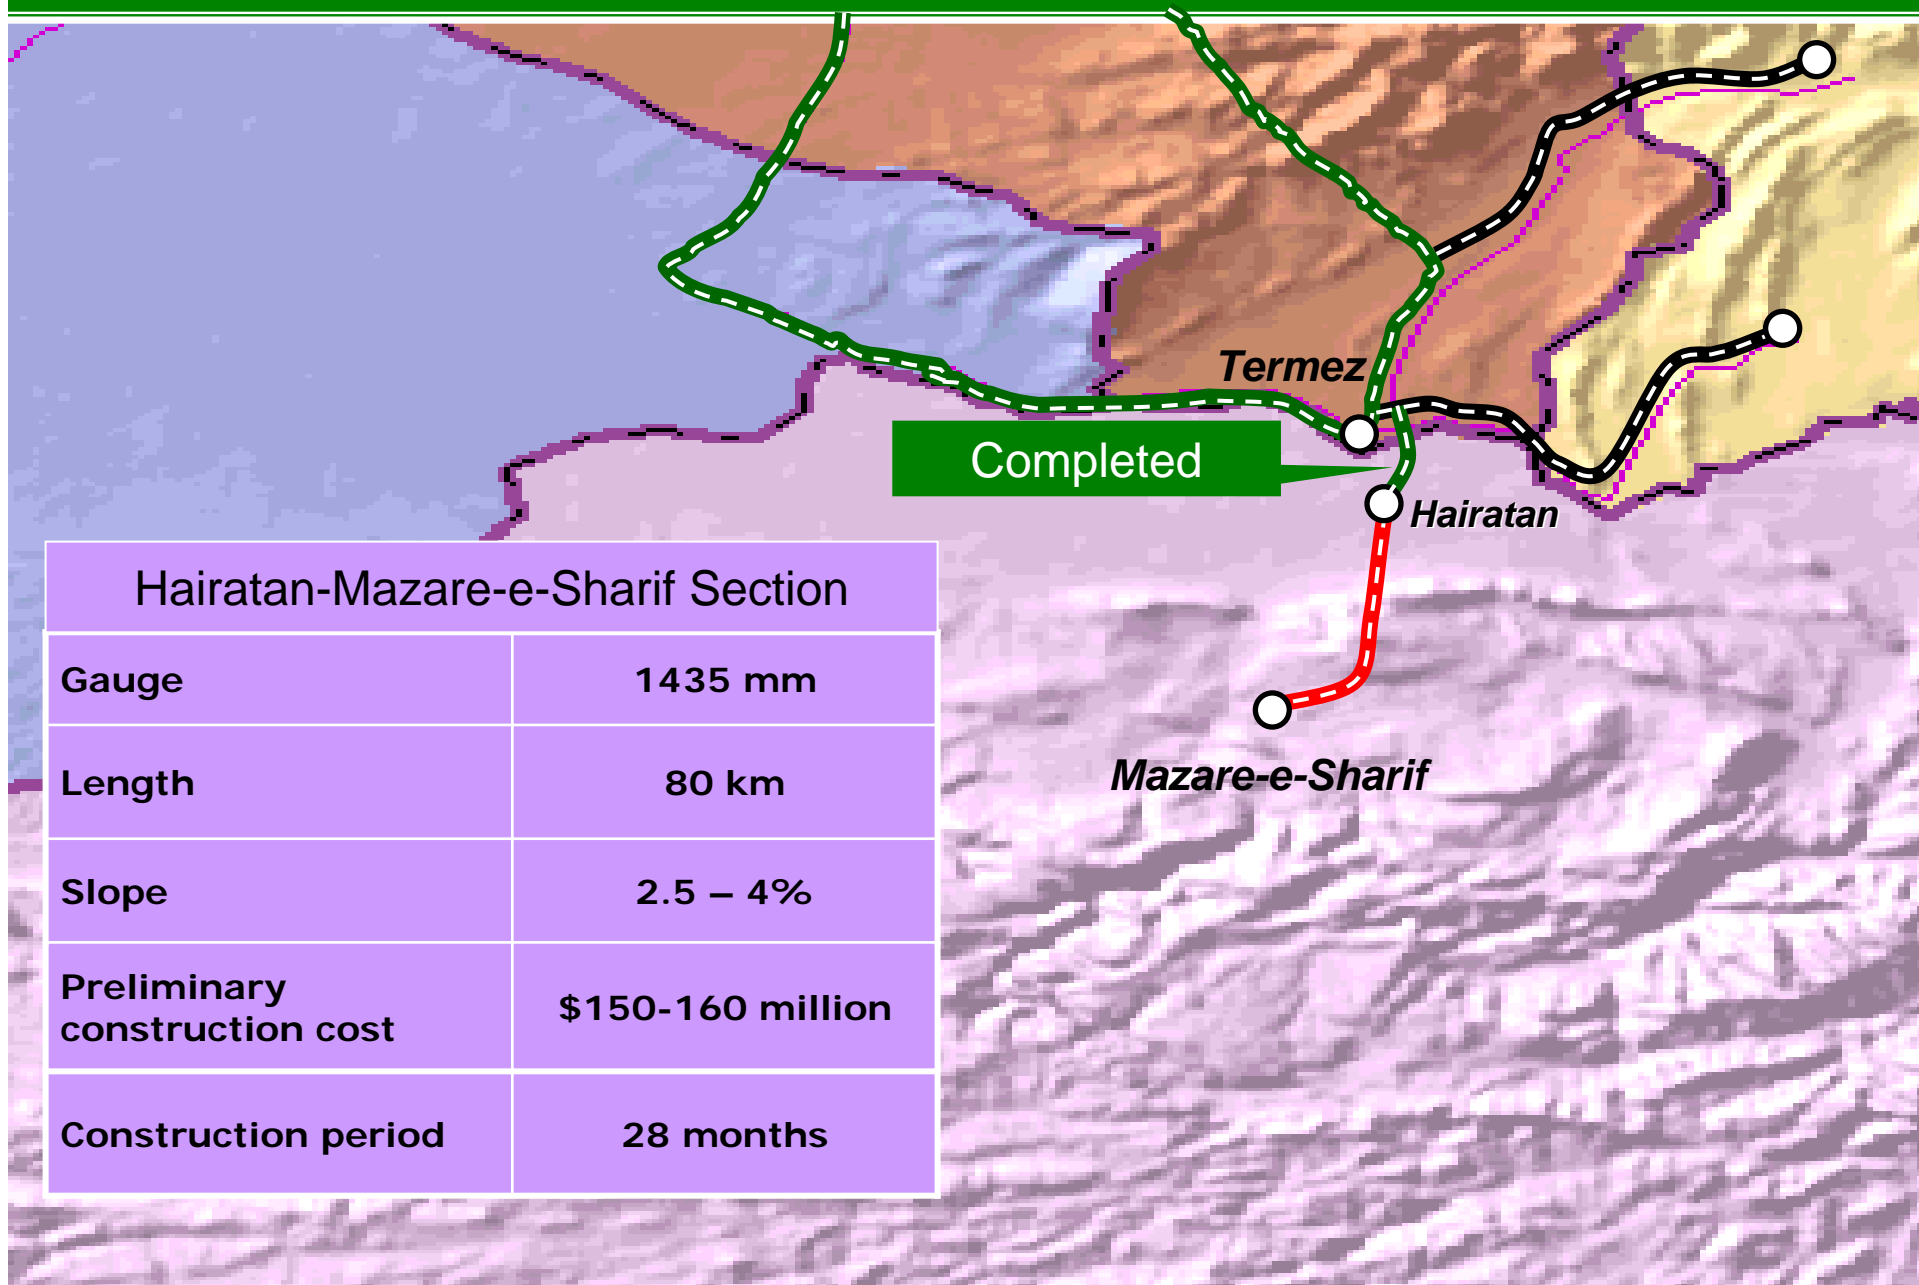 Termez
Completed
Hairatan
Mazare-e-Sharif
Hairatan-Mazare-e-Sharif Section
Gauge 1435 mm
Length 80 km
Slope 2.5 – 4%
Preliminary
construction cost $150-160 million
Construction period 28 months